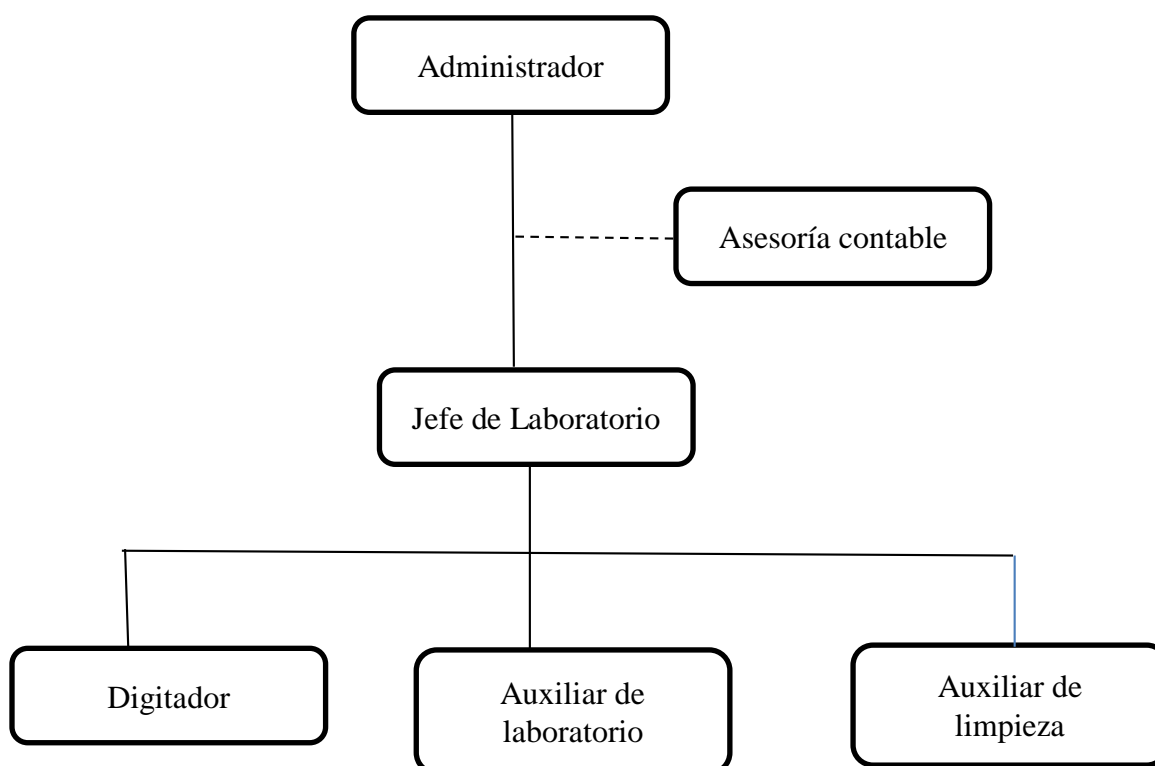 Administrador
Asesoría contable
Jefe de Laboratorio
Digitador
Auxiliar de
laboratorio
Auxiliar de
limpieza